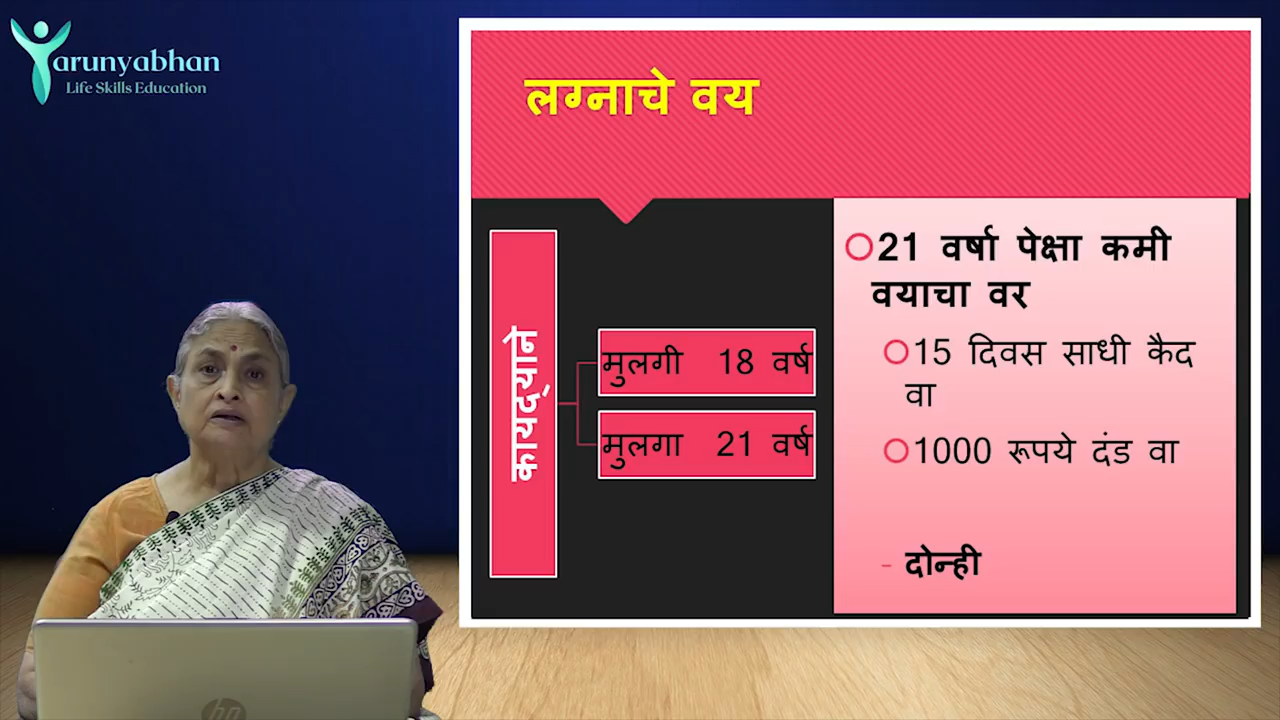 Tarunyabhan
Life Skills Education
लग्नाचे वय
कायद्याने
मुलगी 18 वर्ष
मुलगा 21 वर्ष
21 वर्षा पेक्षा कमी
वयाचा वर
15 दिवस साधी कैद
वा
1000 रूपये दंड वा
- दोन्ही
hp